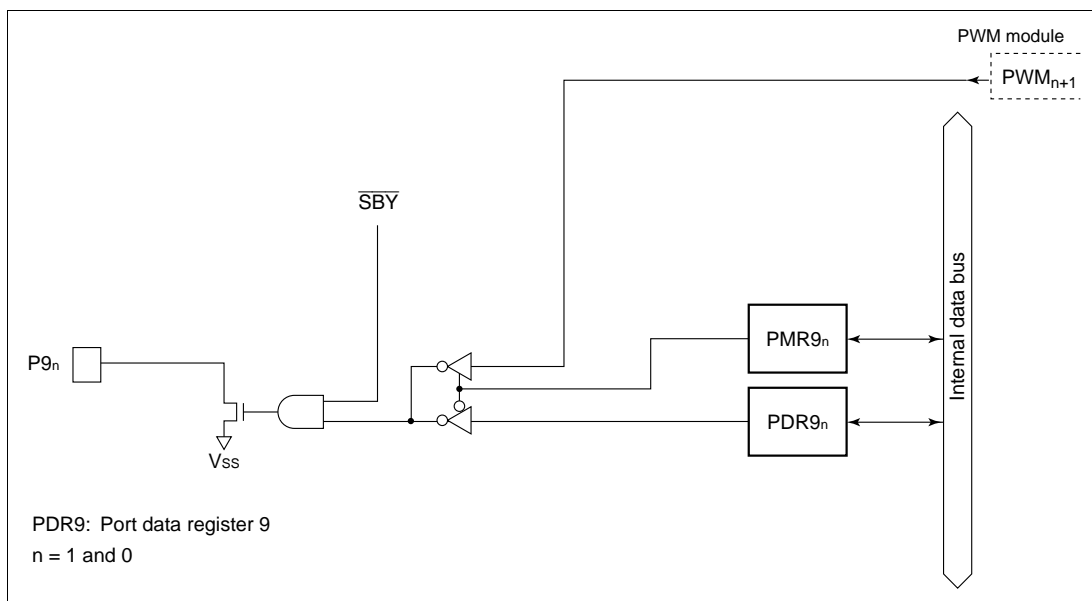 PWM module
PWMn+1
SBY
Internal data bus
PMR9n
P9n
PDR9n
VSS
PDR9: Port data register 9
n = 1 and 0